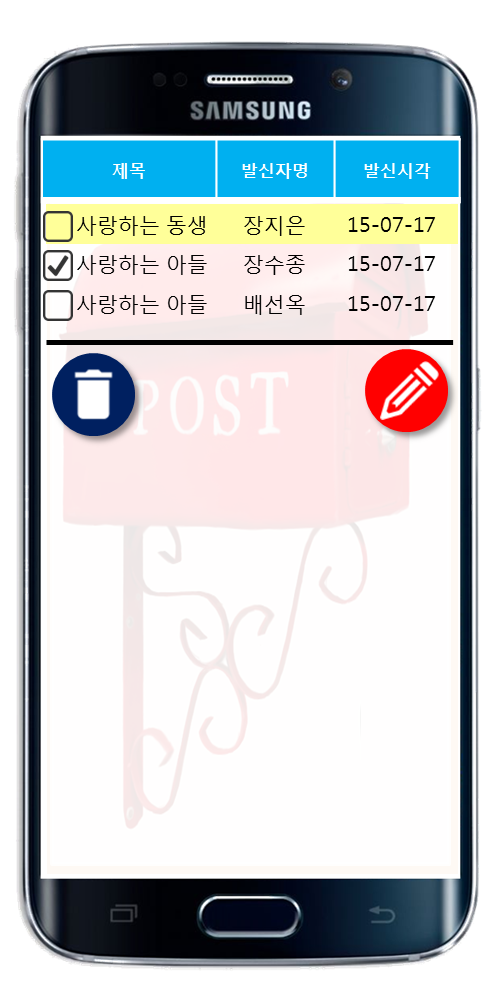 SAMSUNG
제목 발신자명 발신시각
사랑하는 동생 장지은 15-07-17
사랑하는 아들 장수종 15-07-17
사랑하는 아들 배선옥 15-07-17
POST